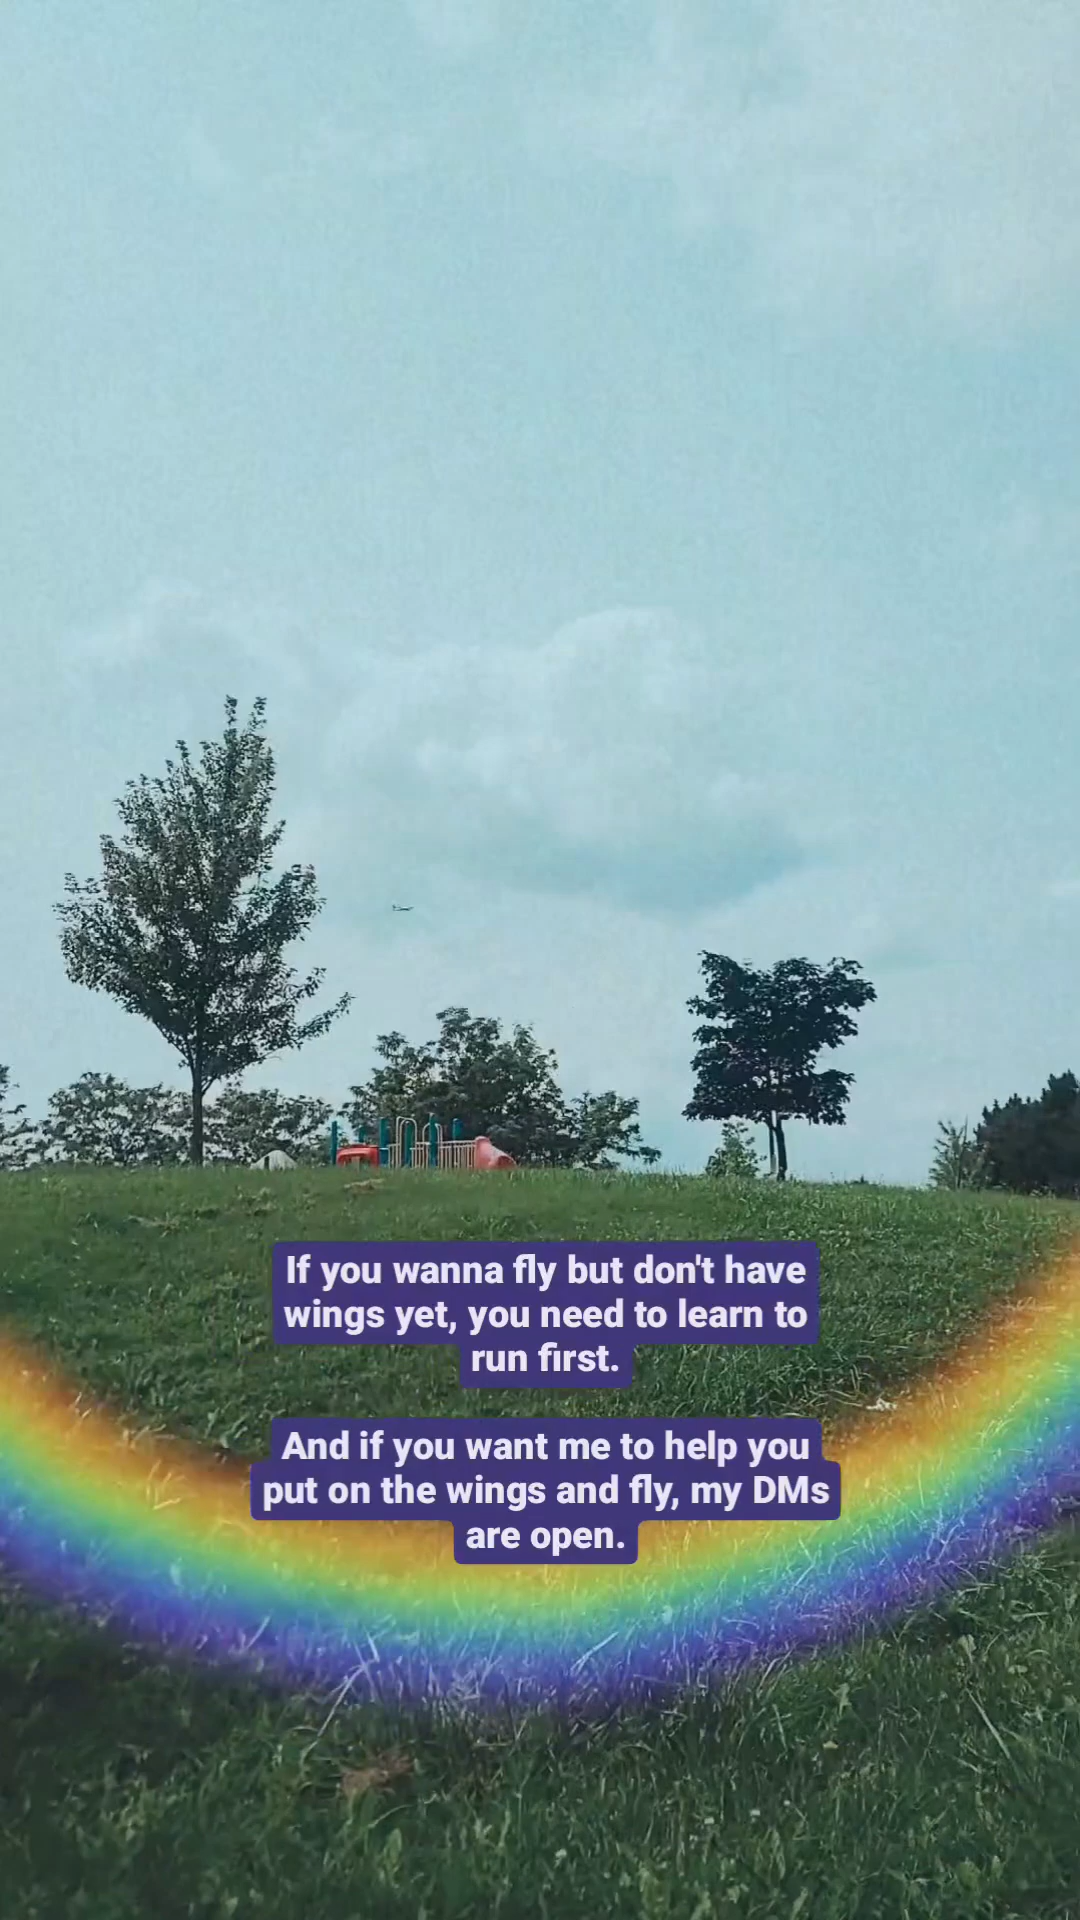 If you wanna fly but don't have
wings yet, you need to learn to
run first.
And if you want me to help you
put on the wings and fly, my DMs
are open.